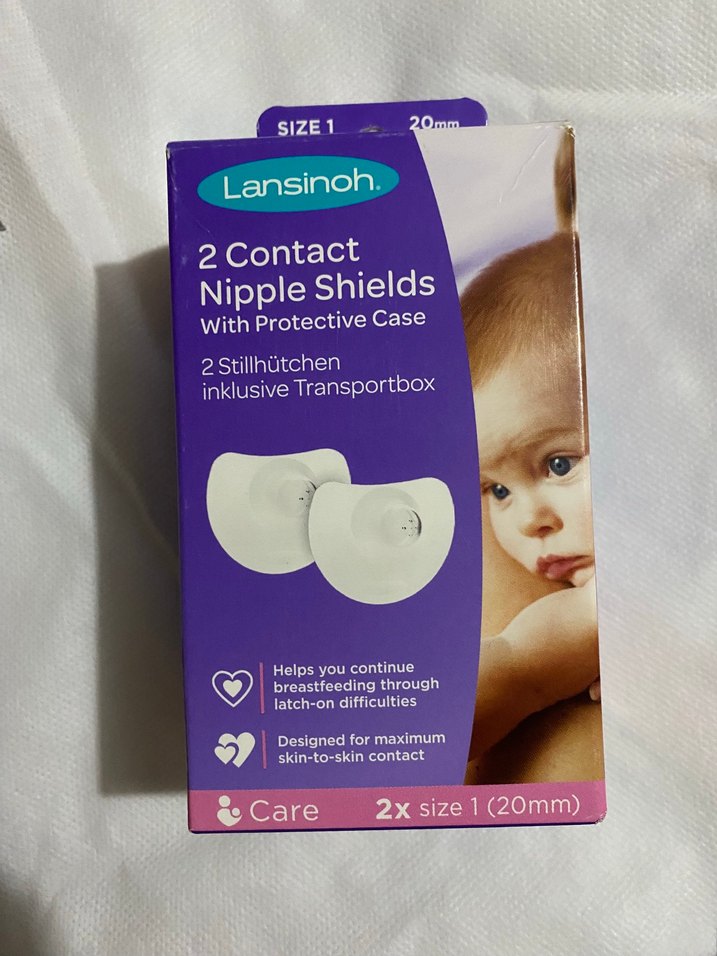 SIZE 1 20mm
Lansinoh®
2 Contact
Nipple Shields
With Protective Case
2 Stillhütchen
inklusive Transportbox
Helps you continue
breastfeeding through
latch-on difficulties
Designed for maximum
skin-to-skin contact
Care 2x size 1 (20mm)